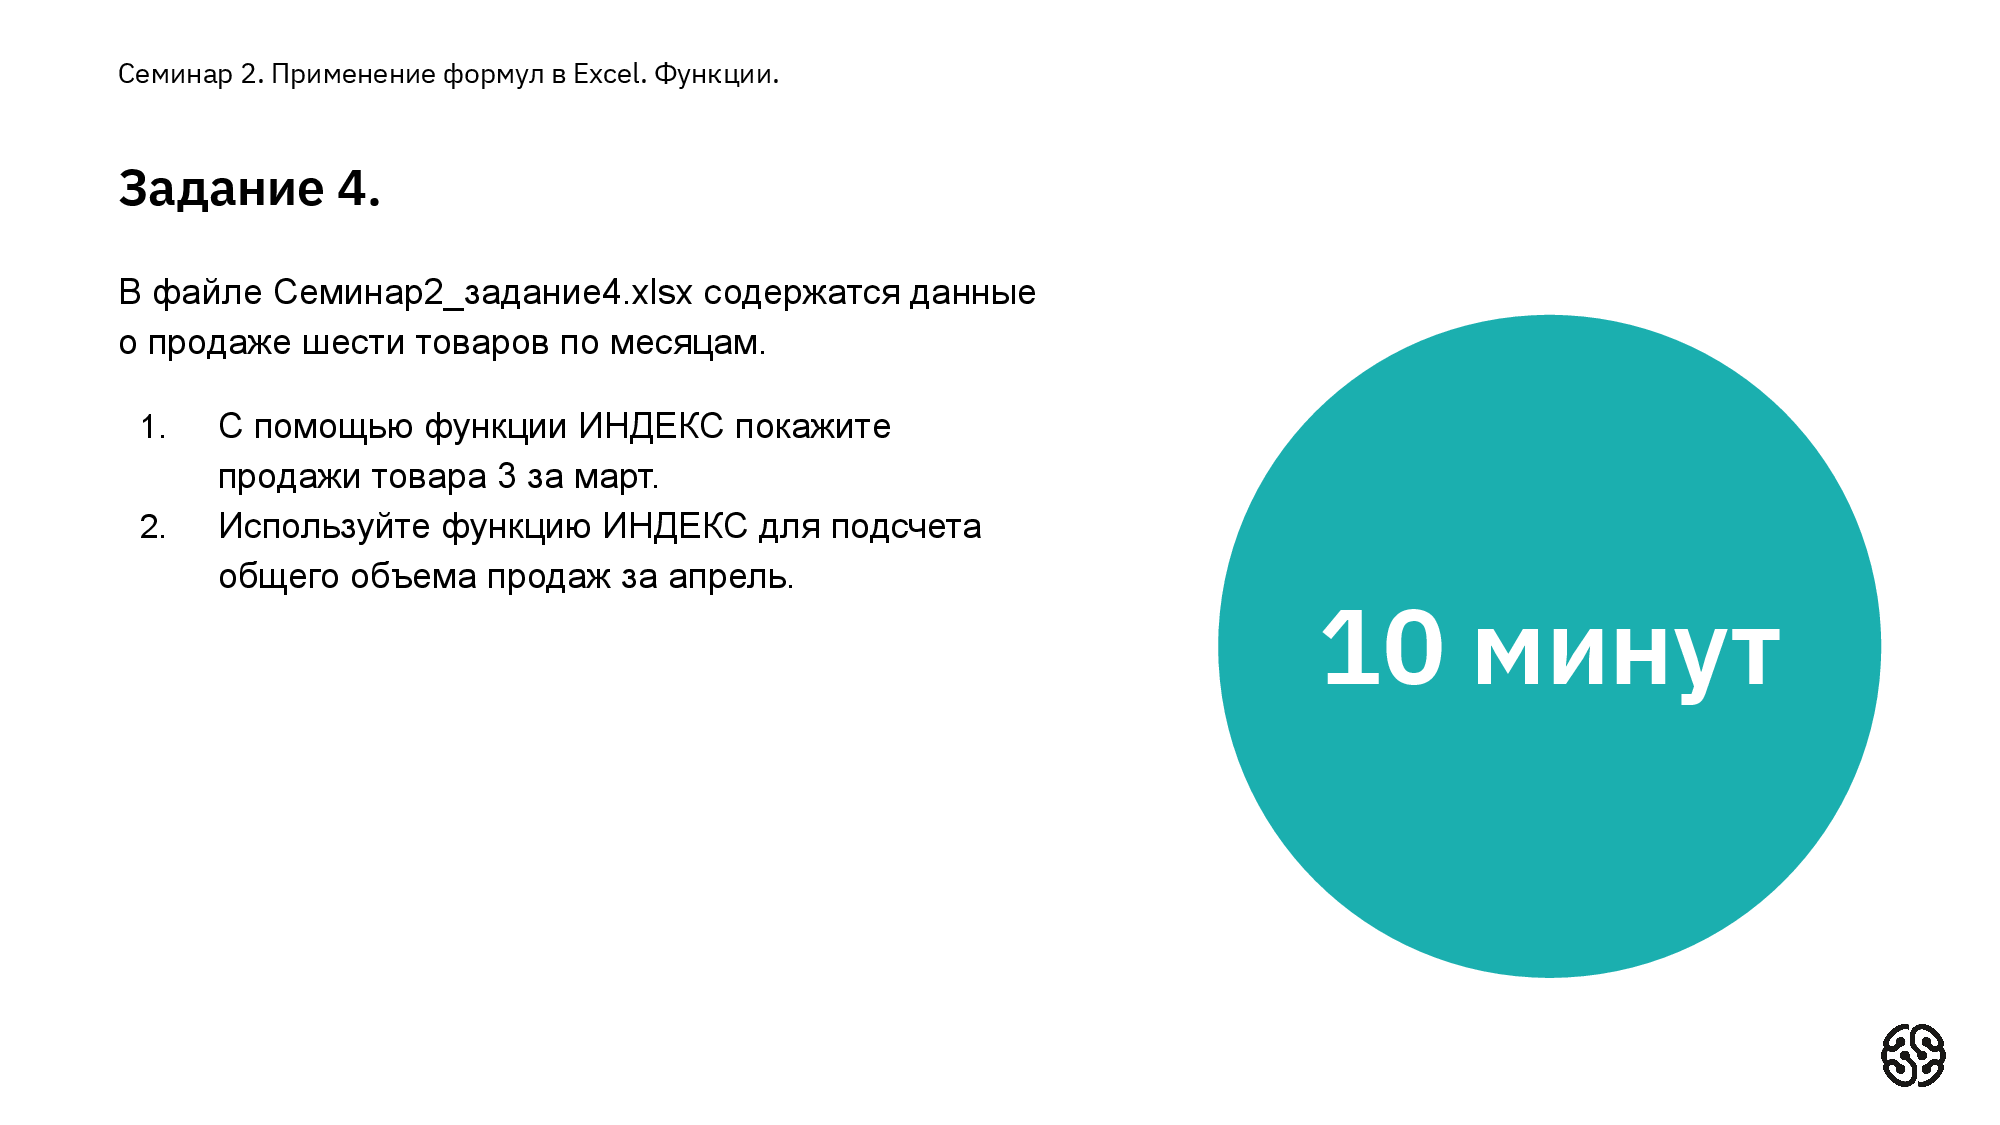 Семинар 2. Применение формул в Excel. Функции.
Задание 4.
В файле Семинар2_задание4.xlsx содержатся данные
о продаже шести товаров по месяцам.
1. С помощью функции ИНДЕКС покажите
продажи товара 3 за март.
2. Используйте функцию ИНДЕКС для подсчета
общего объема продаж за апрель.
10 минут